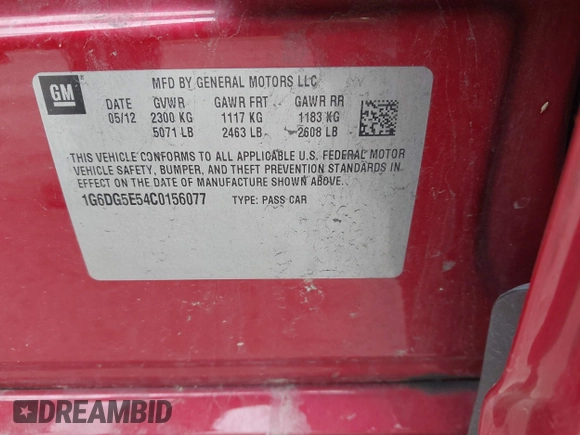 GM
MFD BY GENERAL MOTORS LLC
DATE GVWR GAWR FRT GAWR RR
05/12 2300 KG 1117 KG 1183 KG
5071 LB 2463 LB 2608 LB
THIS VEHICLE CONFORMS TO ALL APPLICABLE U.S. FEDERAL MOTOR
VEHICLE SAFETY, BUMPER, AND THEFT PREVENTION STANDARDS IN
EFFECT ON THE DATE OF MANUFACTURE SHOWN ABOVE.
1G6DG5E54C0156077 TYPE: PASS CAR
DREAMBID